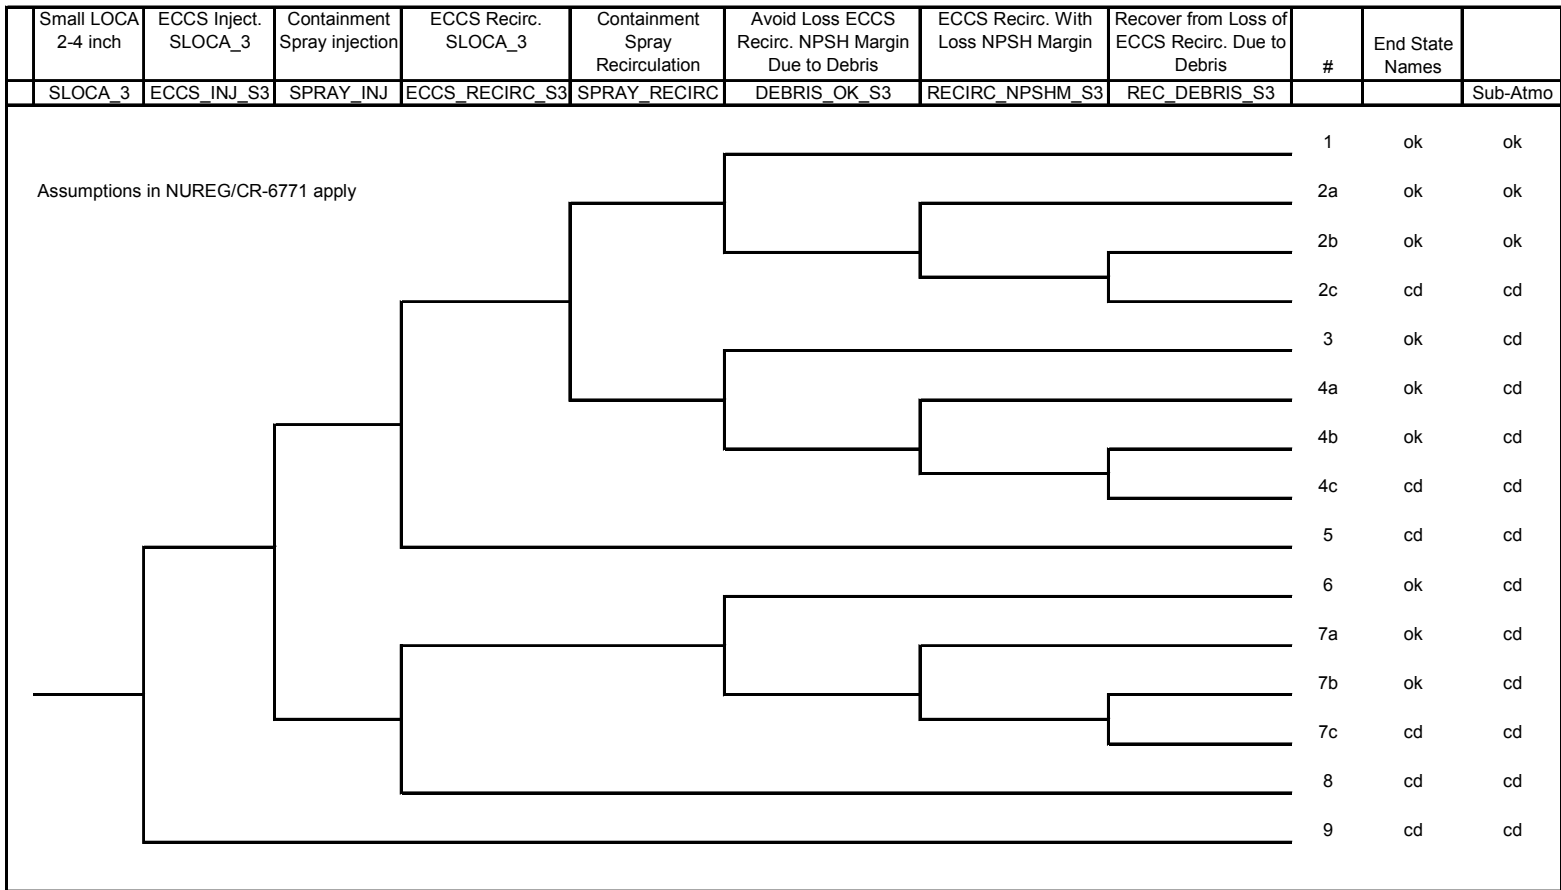 Small LOCA ECCS Inject. Containment ECCS Recirc. Containment Avoid Loss ECCS ECCS Recirc. With Recover from Loss of
2-4 inch SLOCA_3 Spray injection SLOCA_3 Spray Recirc. NPSH Margin Loss NPSH Margin ECCS Recirc. Due to End State
Recirculation Due to Debris Debris # Names
SLOCA_3 ECCS_INJ_S3 SPRAY_INJ ECCS_RECIRC_S3 SPRAY_RECIRC DEBRIS_OK_S3 RECIRC_NPSHM_S3 REC_DEBRIS_S3 Sub-Atmo
1 ok ok
Assumptions in NUREG/CR-6771 apply 2a ok ok
2b ok ok
2c cd cd
3 ok cd
4a ok cd
4b ok cd
4c cd cd
5 cd cd
6 ok cd
7a ok cd
7b ok cd
7c cd cd
8 cd cd
9 cd cd